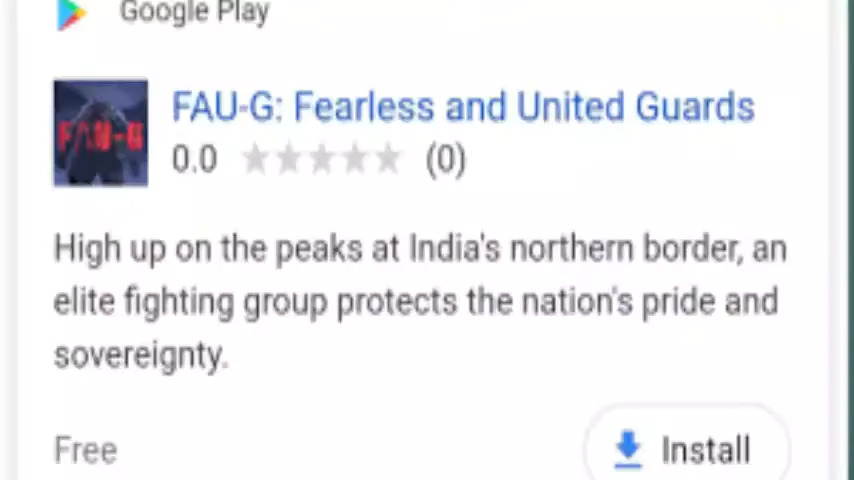 Google Play
FAU-G
FAU-G: Fearless and United Guards
0.0 (0)
High up on the peaks at India's northern border, an
elite fighting group protects the nation's pride and
sovereignty.
Free Install